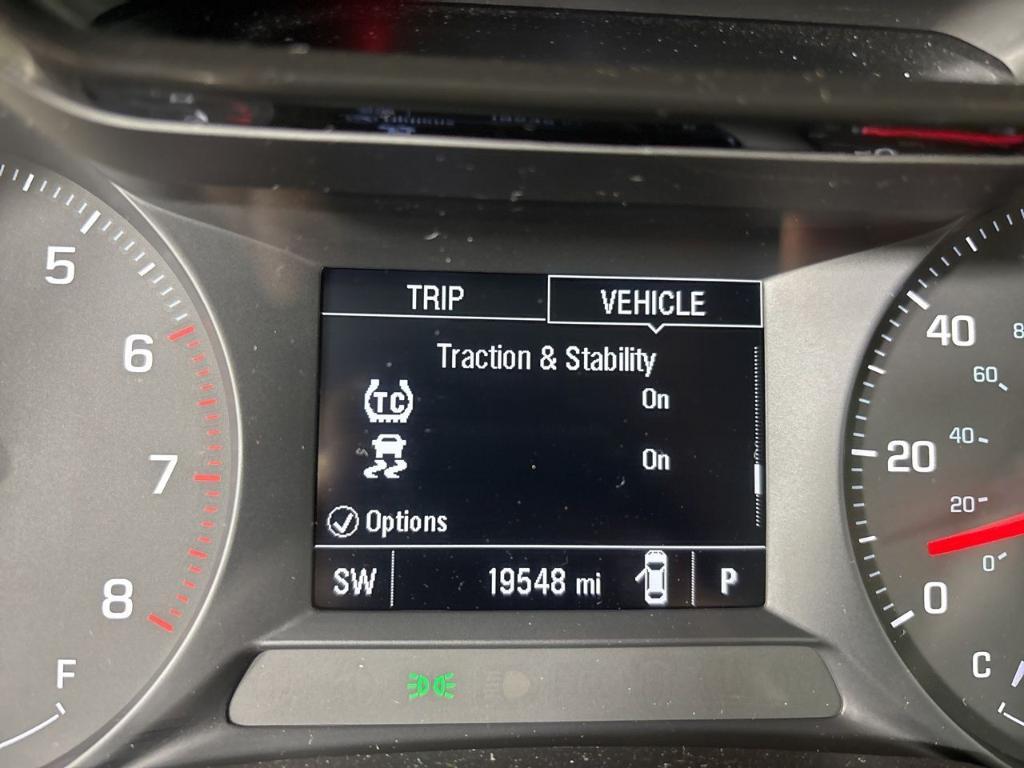 TRIP VEHICLE
Traction & Stability
TC On
On
Options
SW 19548 mi P
5
6
7
8
F
40
20
0
8
60
40
20
0
C